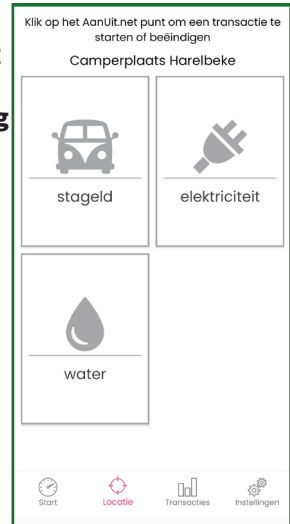 Klik op het AanUit.net punt om een transactie te
starten of beëindigen
Camperplaats Harelbeke
g
stageld
elektriciteit
water
Start
Locatie
Transacties
Instellingen